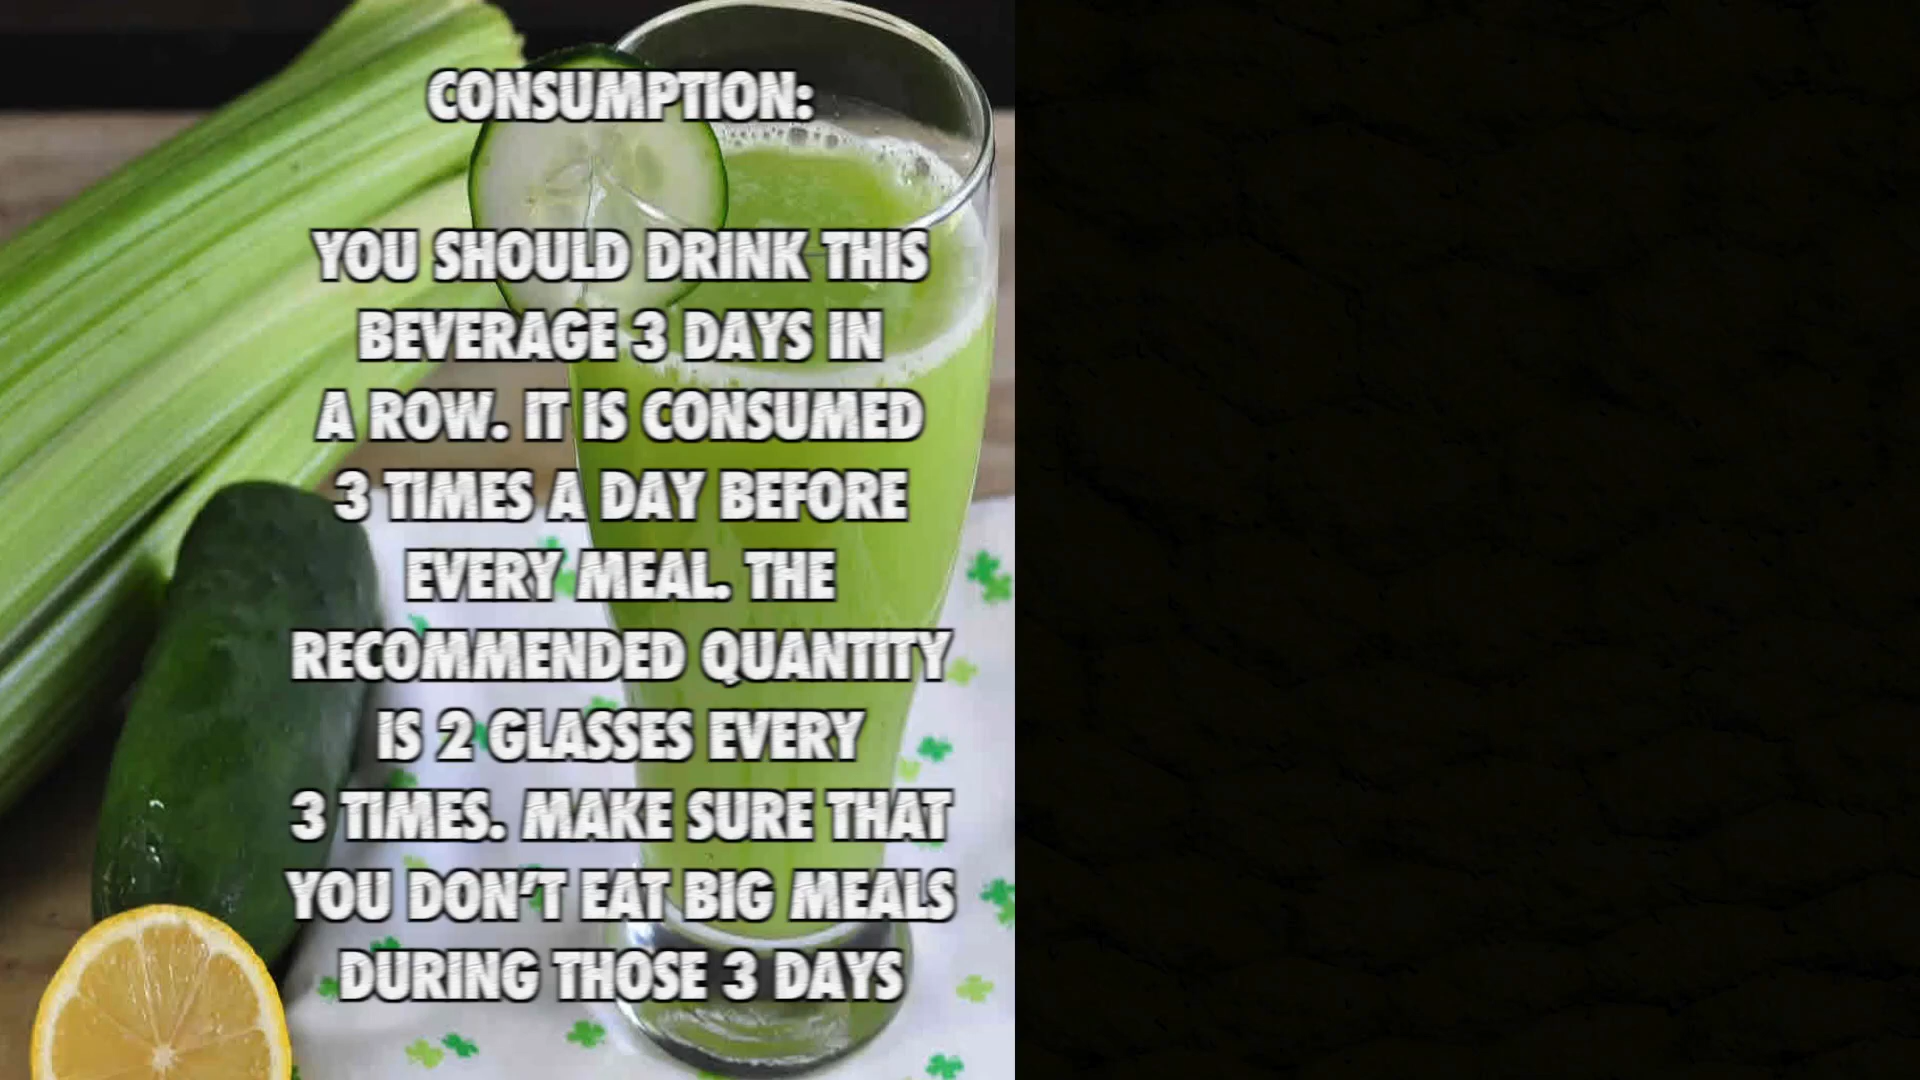 CONSUMPTION:
YOU SHOULD DRINK THIS
BEVERAGE 3 DAYS IN
A ROW. IT IS CONSUMED
3 TIMES A DAY BEFORE
EVERY MEAL. THE
RECOMMENDED QUANTITY
IS 2 GLASSES EVERY
3 TIMES. MAKE SURE THAT
YOU DON'T EAT BIG MEALS
DURING THOSE 3 DAYS